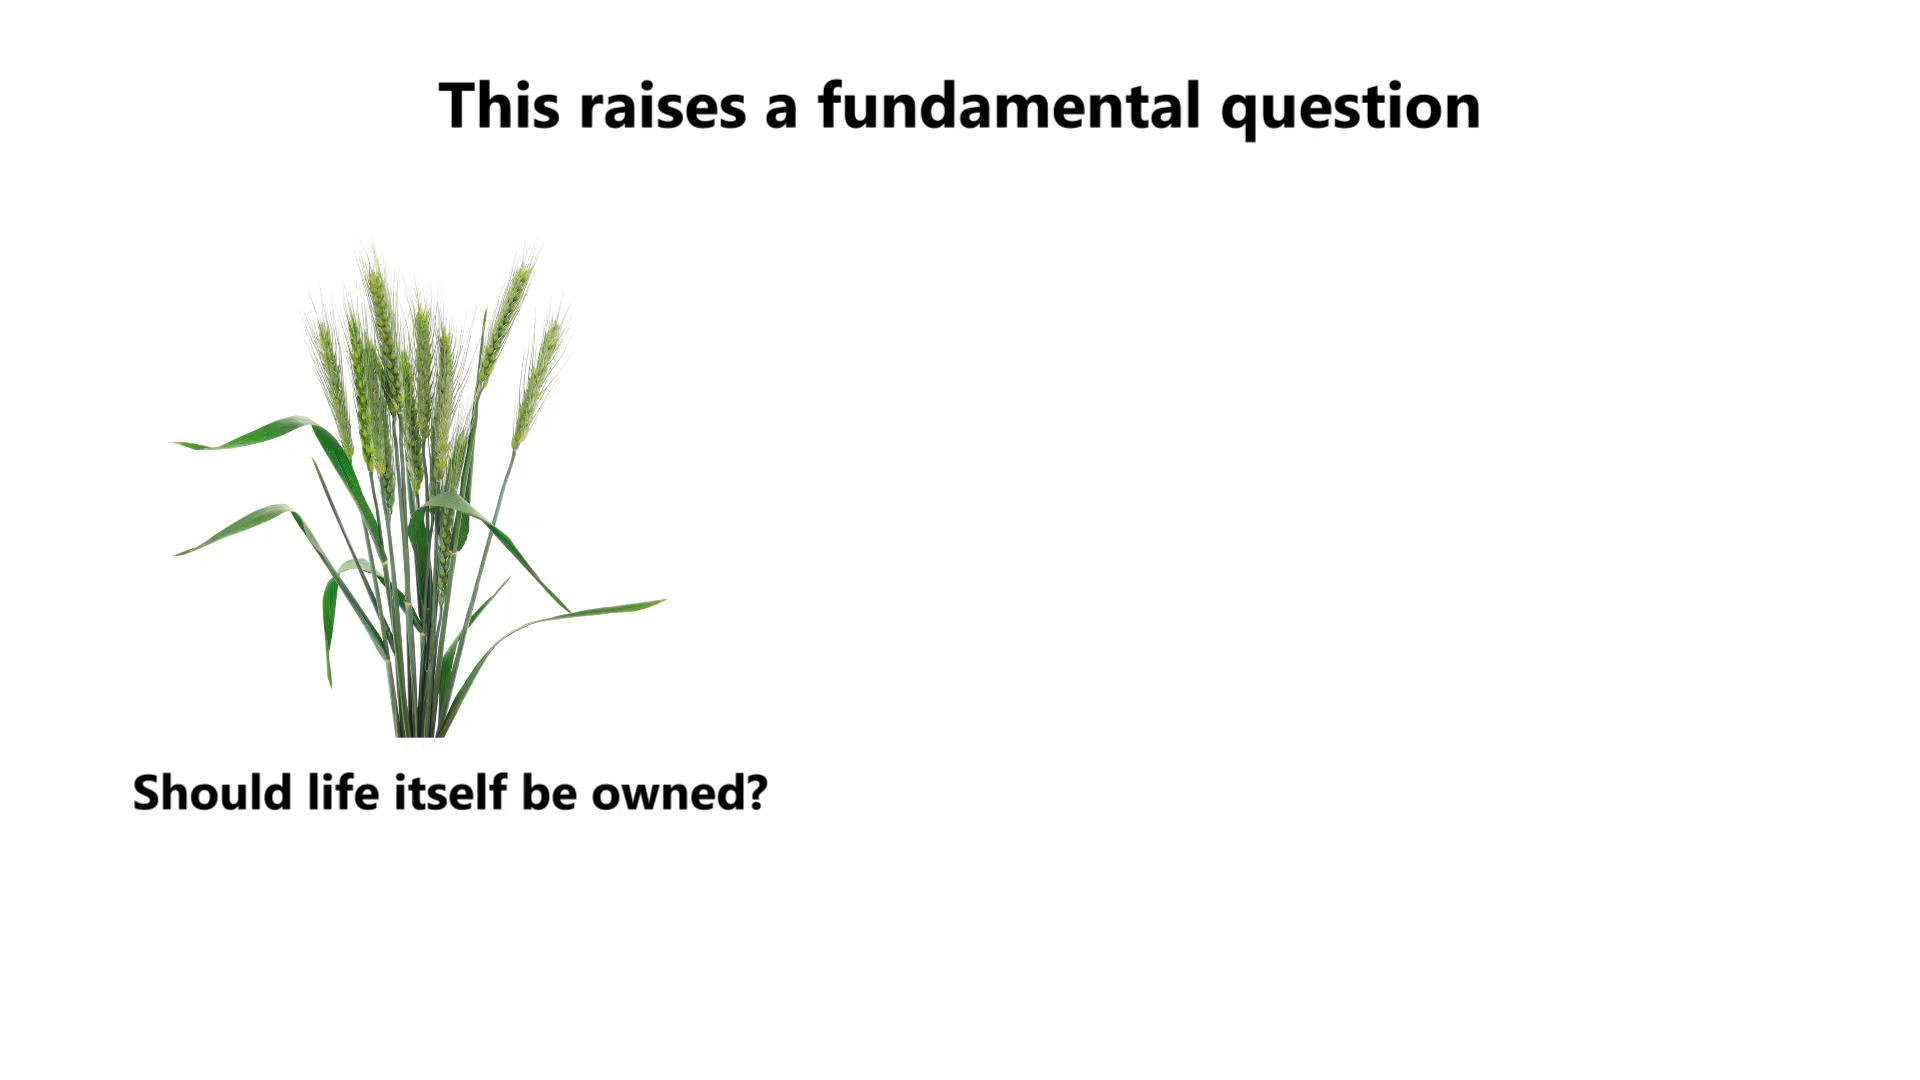 This raises a fundamental question
Should life itself be owned?